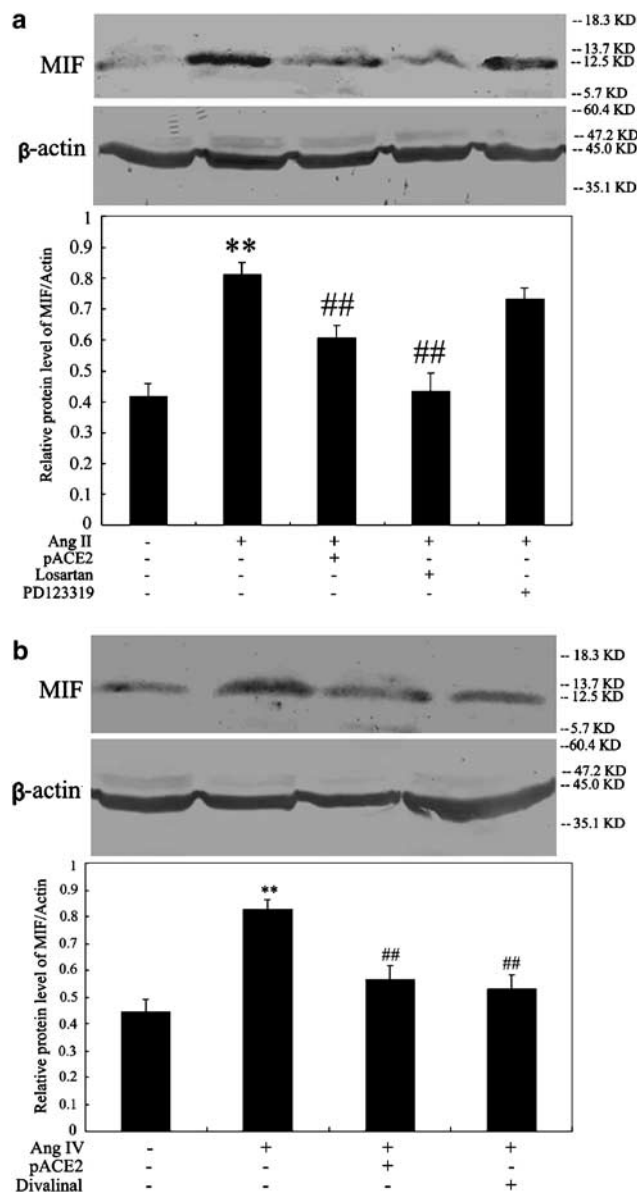 a
MIF
-- 18.3 KD
-- 13.7 KD
-- 12.5 KD
-- 5.7 KD
β-actin
-- 60.4 KD
-- 47.2 KD
-- 45.0 KD
-- 35.1 KD
Relative protein level of MIF/Actin
1
0.9
0.8
0.7
0.6
0.5
0.4
0.3
0.2
0.1
0
**
##
##
Ang II - + + + +
pACE2 - - + - -
Losartan - - - + -
PD123319 - - - - +
b
MIF
-- 18.3 KD
-- 13.7 KD
-- 12.5 KD
--5.7 KD
β-actin
--60.4 KD
--47.2 KD
-- 45.0 KD
-- 35.1 KD
Relative protein level of MIF/Actin
1
0.9
0.8
0.7
0.6
0.5
0.4
0.3
0.2
0.1
0
**
##
##
Ang IV - + + +
pACE2 - - + -
Divalinal - - - +